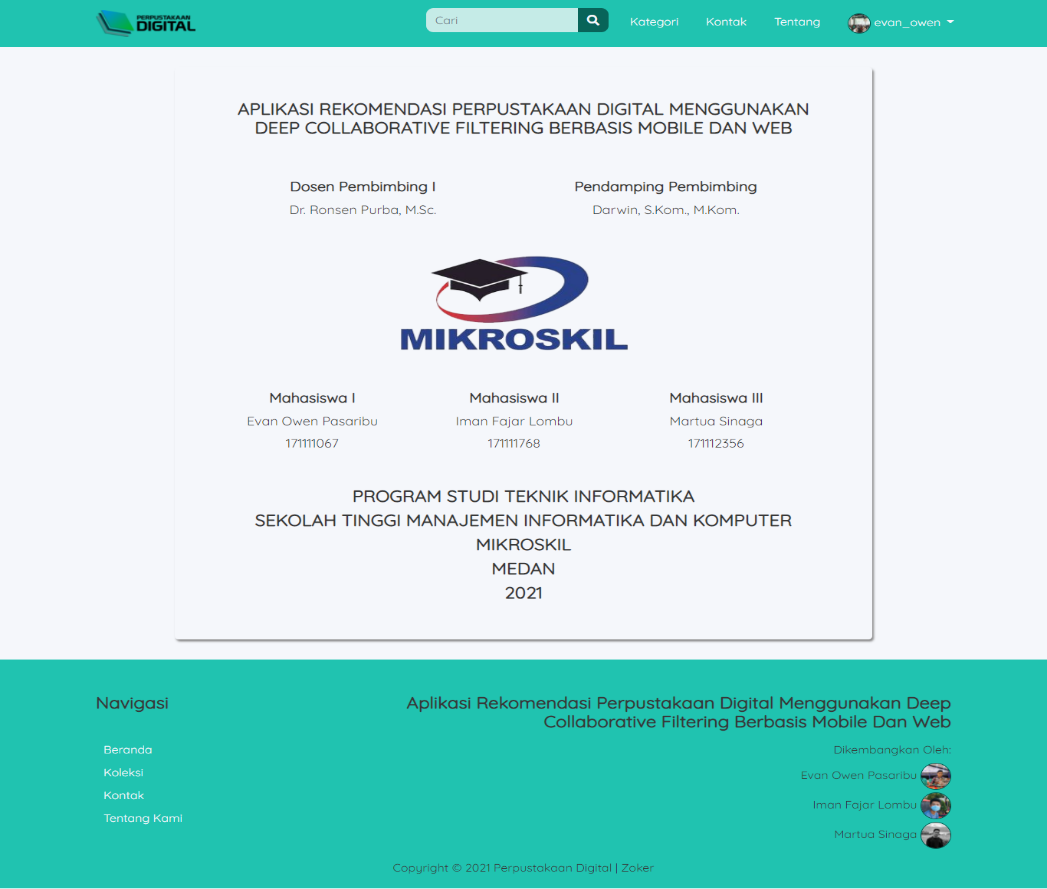 PERPUSTAKAAN
DIGITAL
Cari
Kategori
Kontak
Tentang
evan_owen
APLIKASI REKOMENDASI PERPUSTAKAAN DIGITAL MENGGUNAKAN
DEEP COLLABORATIVE FILTERING BERBASIS MOBILE DAN WEB
Dosen Pembimbing I
Dr. Ronsen Purba, M.Sc.
Pendamping Pembimbing
Darwin, S.Kom., M.Kom.
MIKROSKIL
Mahasiswa I
Evan Owen Pasaribu
171111067
Mahasiswa II
Iman Fajar Lombu
171111768
Mahasiswa III
Martua Sinaga
171112356
PROGRAM STUDI TEKNIK INFORMATIKA
SEKOLAH TINGGI MANAJEMEN INFORMATIKA DAN KOMPUTER
MIKROSKIL
MEDAN
2021
Navigasi
Beranda
Koleksi
Kontak
Tentang Kami
Aplikasi Rekomendasi Perpustakaan Digital Menggunakan Deep
Collaborative Filtering Berbasis Mobile Dan Web
Dikembangkan Oleh:
Evan Owen Pasaribu
Iman Fajar Lombu
Martua Sinaga
Copyright © 2021 Perpustakaan Digital | Zoker